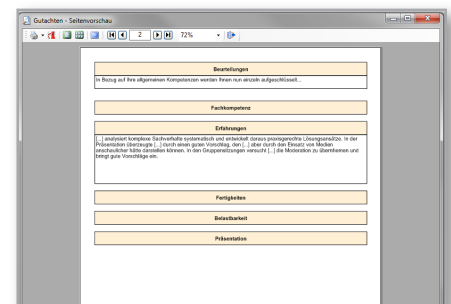 Gutachten - Seitenvorschau
2 72%
Beurteilungen
In Bezug auf Ihre allgemeinen Kompetenzen werden Ihnen nun einzeln aufgeschlüsselt...
Fachkompetenz
Erfahrungen
[...] analysiert komplexe Sachverhalte systematisch und entwickelt daraus praxisgerechte Lösungsansätze. In der
Präsentation überzeugte [...] durch einen guten Vorschlag, den [...] aber durch den Einsatz von Medien
anschaulicher hätte darstellen können. In den Gruppensitzungen versucht [...] die Moderation zu übernehmen und
bringt gute Vorschläge ein.
Fertigkeiten
Belastbarkeit
Präsentation